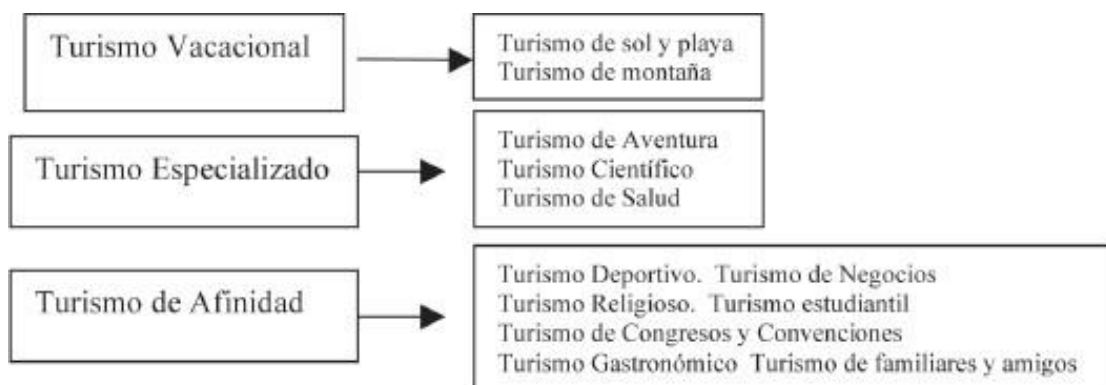 Turismo Vacacional
Turismo de sol y playa
Turismo de montaña
Turismo Especializado
Turismo de Aventura
Turismo Científico
Turismo de Salud
Turismo de Afinidad
Turismo Deportivo. Turismo de Negocios
Turismo Religioso. Turismo estudiantil
Turismo de Congresos y Convenciones
Turismo Gastronómico Turismo de familiares y amigos